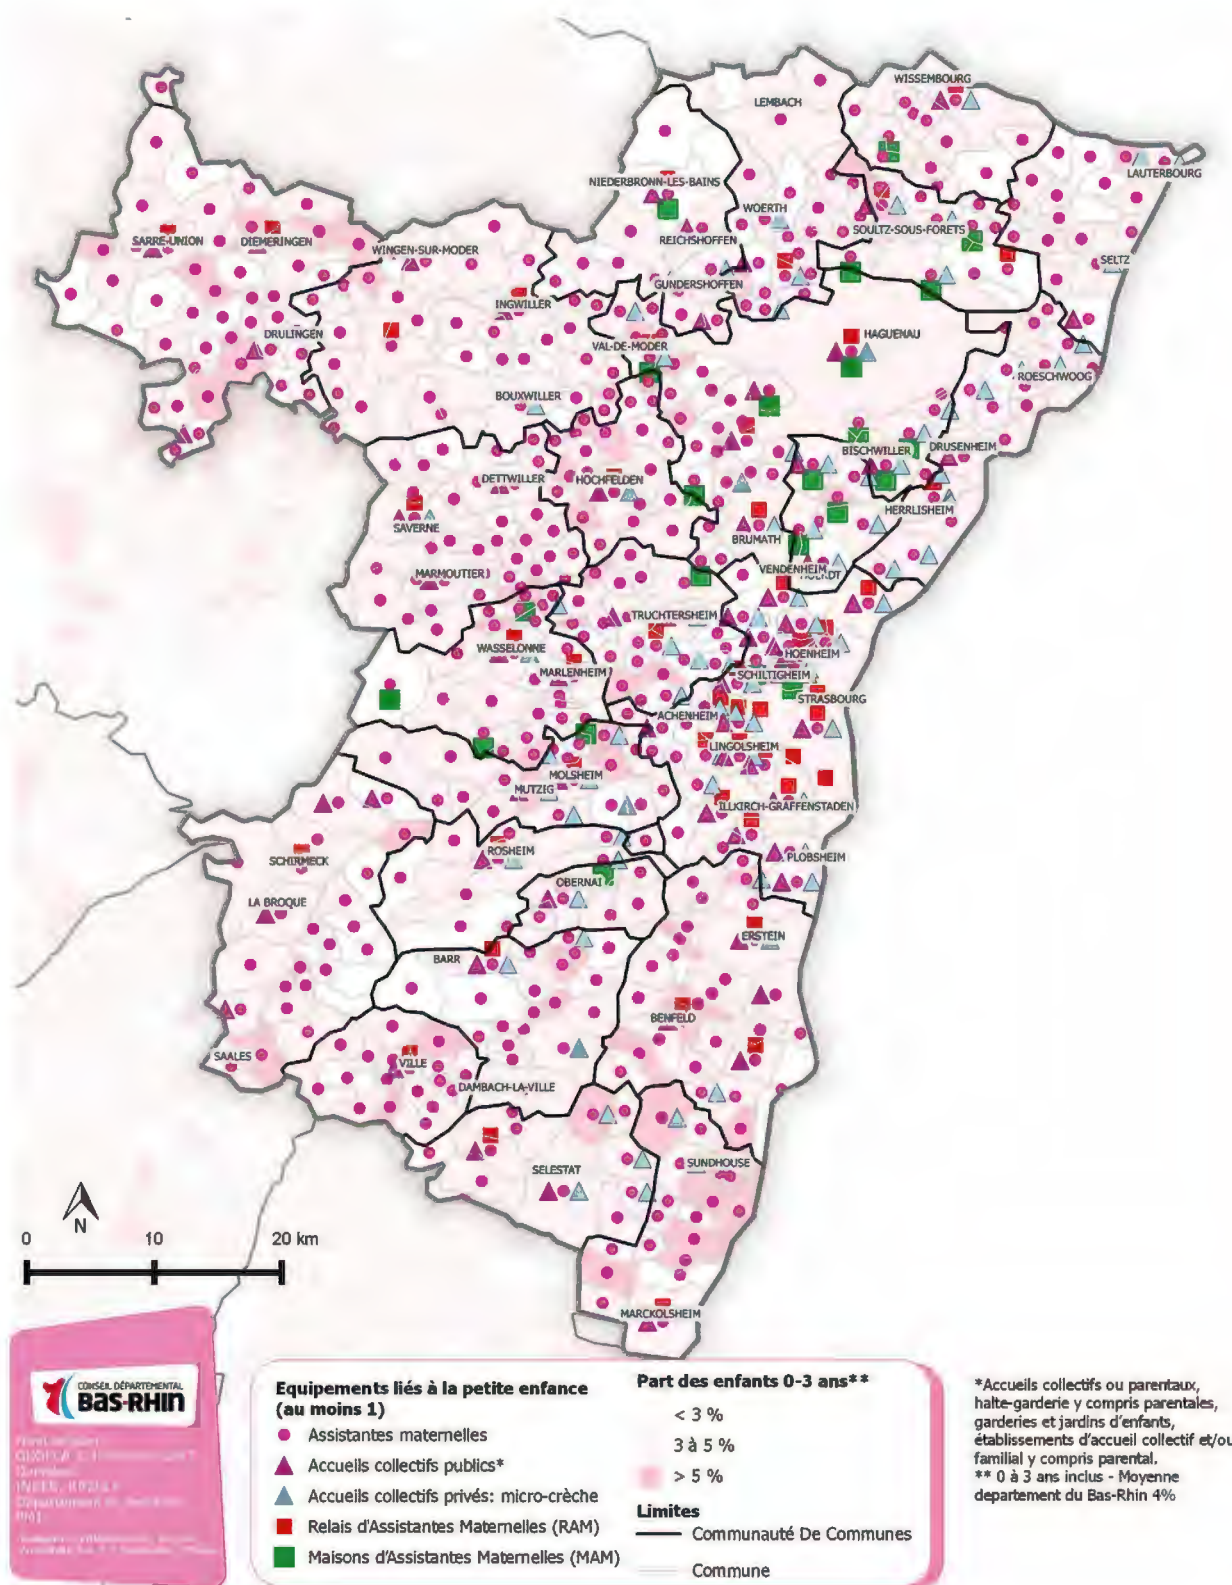 WISSEMBOURG
LEMBACH
LAUTERBOURG
NIEDERBRONN-LES-BAINS
WOERTH
REICHSHOFFEN
SOULTZ-SOUS-FORETS
SARRE-UNION
DIEMERINGEN
WINGEN-SUR-MODER
SELTZ
GUNDERSHOFFEN
INGWILLER
DRULINGEN
HAGUENAU
VAL-DE-MODER
ROESCHWOOG
BOUXWILLER
BISCHWILLER
DRUSENHEIM
DETTWILLER
HOCHFELDEN
HERRLISHEIM
SAVERNE
BRUMATH
VENDENHEIM
MARMOUTIER
TRUCHTERSHEIM
WASSELONNE
HOENHEIM
MARLENHEIM
SCHILTIGHEIM
STRASBOURG
ACHENHEIM
LINGOLSHEIM
MOLSHEIM
MUTZIG
ILLKIRCH-GRAFFENSTADEN
ROSHEIM
SCHIRMECK
PLOBSHEIM
OBERNAI
LA BROQUE
ERSTEIN
BARR
BENFELD
SAALES
VILLE
DAMBACH-LA-VILLE
SELESTAT
SUNDHOUSE
MARCKOLSHEIM
N
0 10 20 km
CONSEIL DÉPARTEMENTAL
BAS-RHIN
Equipements liés à la petite enfance
(au moins 1)
Assistantes maternelles
Accueils collectifs publics*
Accueils collectifs privés: micro-crèche
Relais d'Assistantes Maternelles (RAM)
Maisons d'Assistantes Maternelles (MAM)
Part des enfants 0-3 ans**
< 3 %
3 à 5 %
> 5 %
Limites
Communauté De Communes
Commune
*Accueils collectifs ou parentaux,
halte-garderie y compris parentales,
garderies et jardins d'enfants,
établissements d'accueil collectif et/ou
familial y compris parental.
** 0 à 3 ans inclus - Moyenne
departement du Bas-Rhin 4%